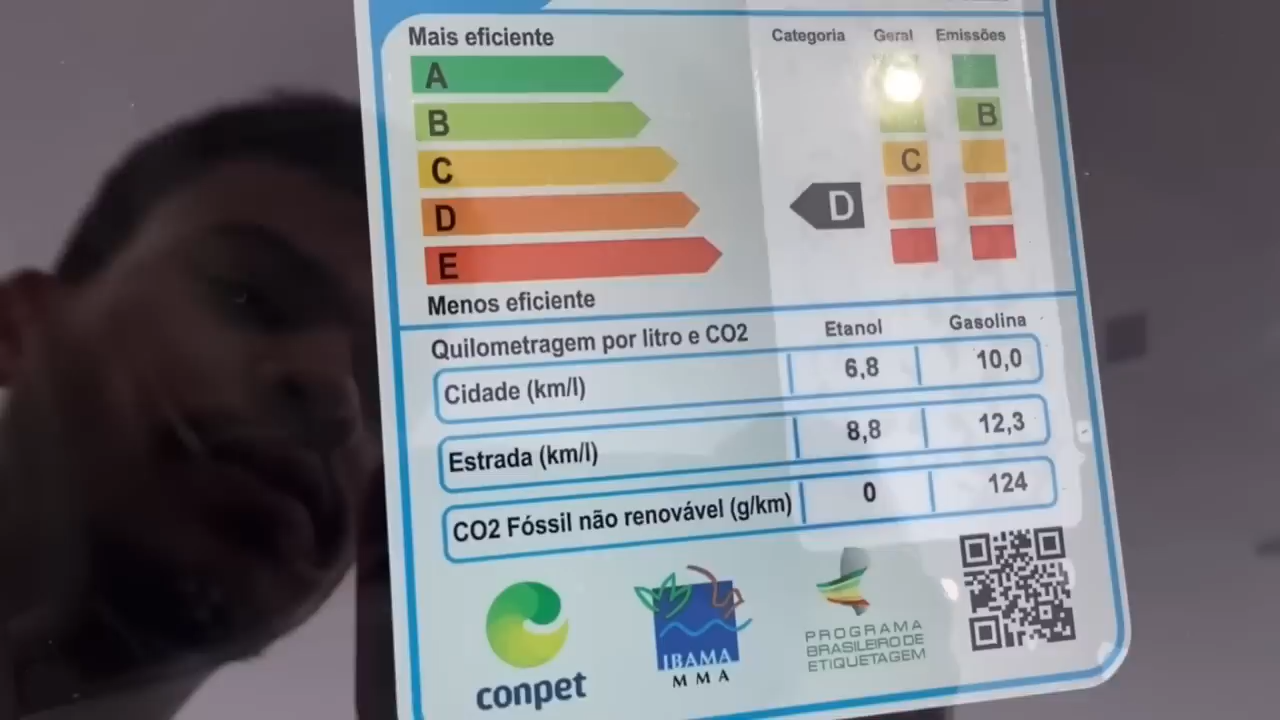 Mais eficiente
Categoria Geral Emissões
A
B B
C C
D D
E
Menos eficiente
Quilometragem por litro e CO2 Etanol Gasolina
Cidade (km/l) 6,8 10,0
Estrada (km/l) 8,8 12,3
CO2 Fóssil não renovável (g/km) 0 124
conpet
IBAMA
MMA
PROGRAMA
BRASILEIRO DE
ETIQUETAGEM